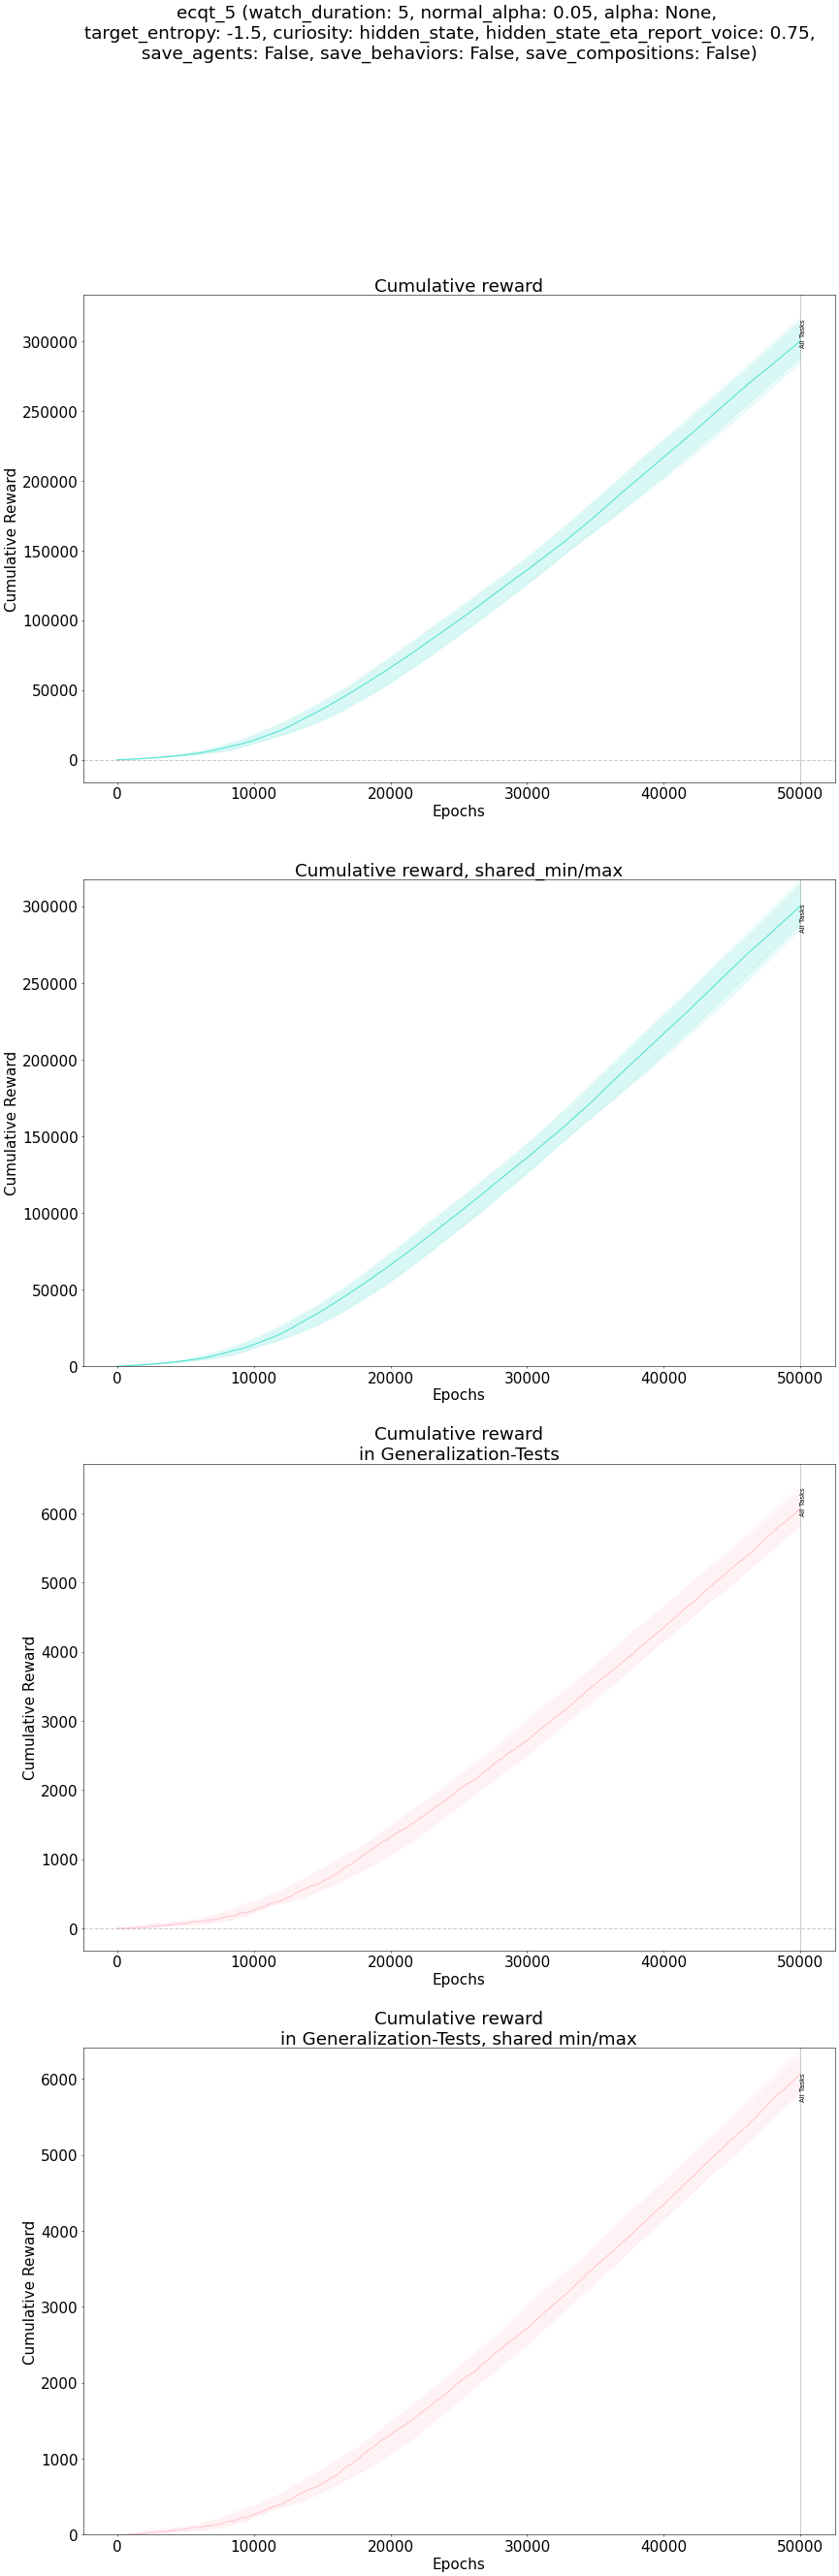 ecqt_5 (watch_duration: 5, normal_alpha: 0.05, alpha: None,
target_entropy: -1.5, curiosity: hidden_state, hidden_state_eta_report_voice: 0.75,
save_agents: False, save_behaviors: False, save_compositions: False)
Cumulative reward
300000
250000
200000
150000
100000
50000
0
Cumulative Reward
All Tasks
0 10000 20000 30000 40000 50000
Epochs
Cumulative reward, shared_min/max
300000
250000
200000
150000
100000
50000
0
Cumulative Reward
All Tasks
0 10000 20000 30000 40000 50000
Epochs
Cumulative reward
in Generalization-Tests
6000
5000
4000
3000
2000
1000
0
Cumulative Reward
All Tasks
0 10000 20000 30000 40000 50000
Epochs
Cumulative reward
in Generalization-Tests, shared min/max
6000
5000
4000
3000
2000
1000
0
Cumulative Reward
All Tasks
0 10000 20000 30000 40000 50000
Epochs